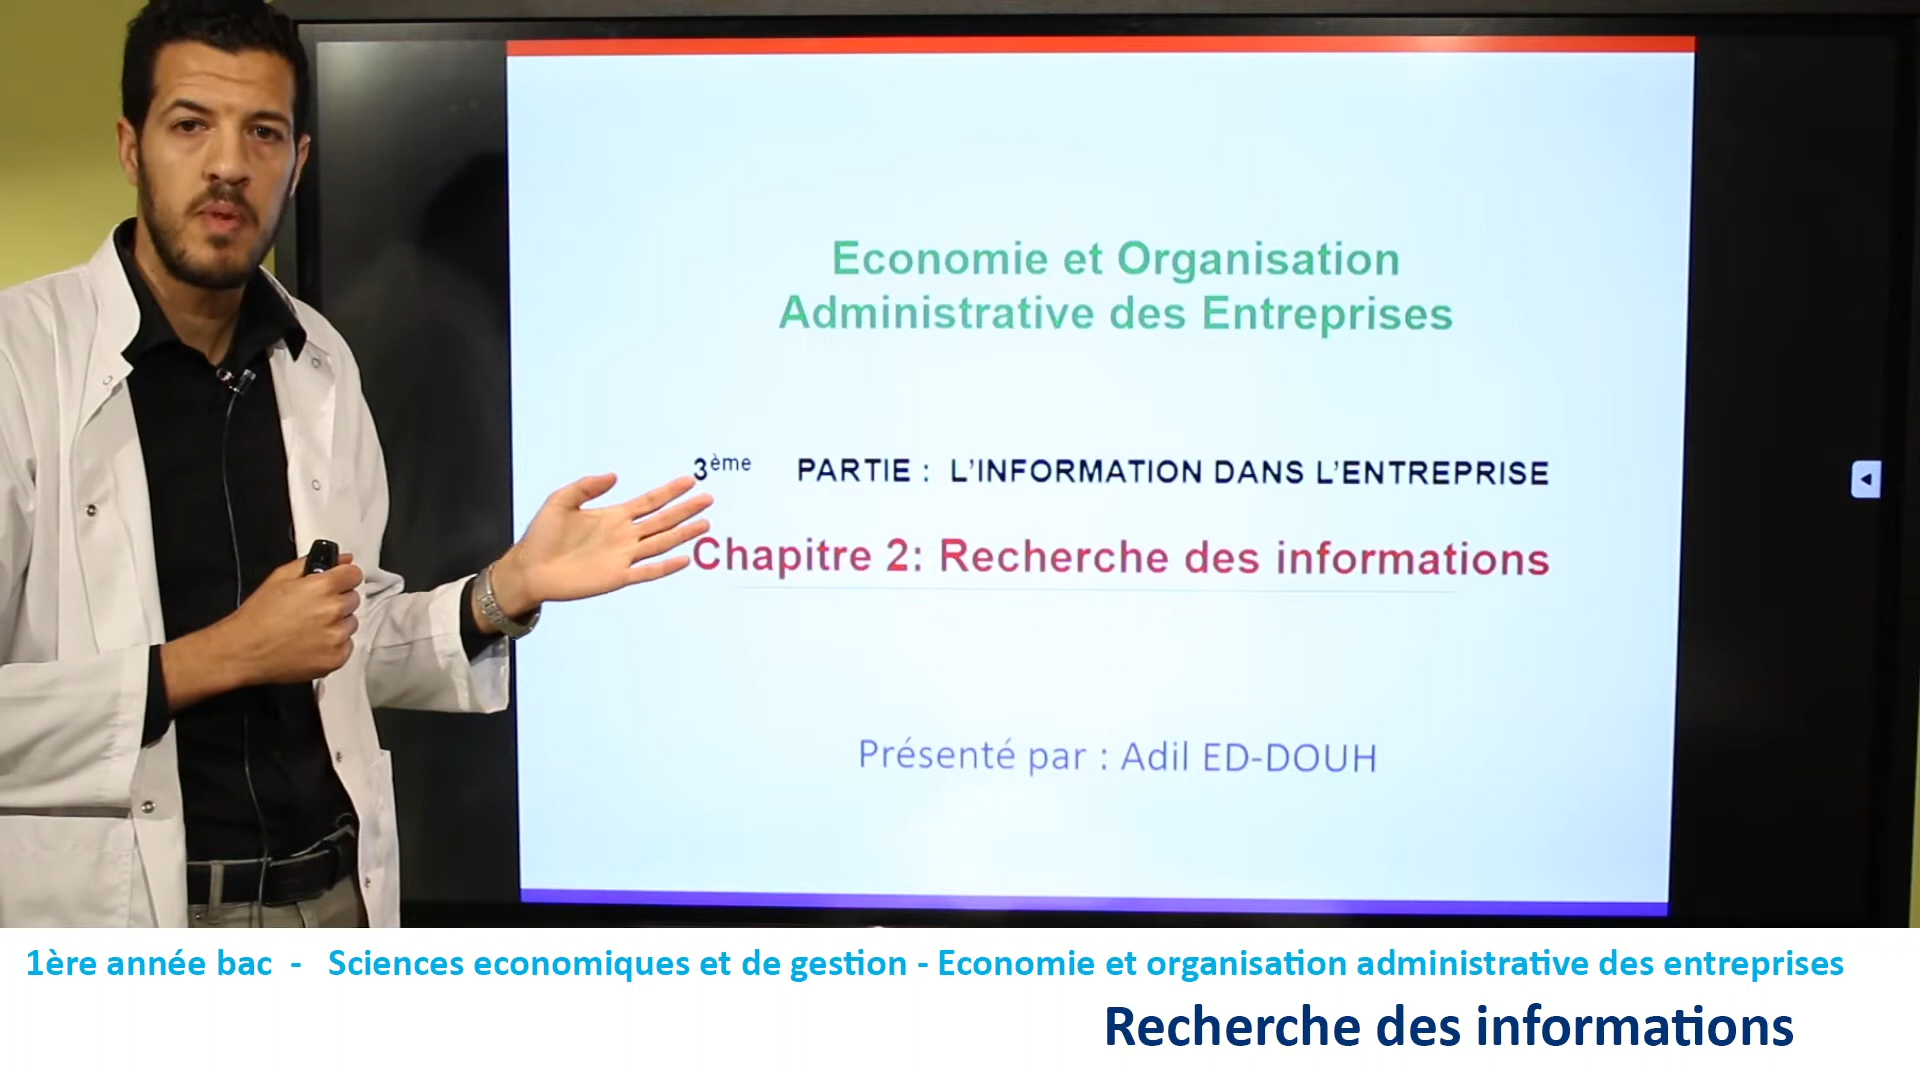 Economie et Organisation
Administrative des Entreprises
3ème PARTIE : L’INFORMATION DANS L’ENTREPRISE
Chapitre 2: Recherche des informations
Présenté par : Adil ED-DOUH
1ère année bac - Sciences economiques et de gestion - Economie et organisation administrative des entreprises
Recherche des informations